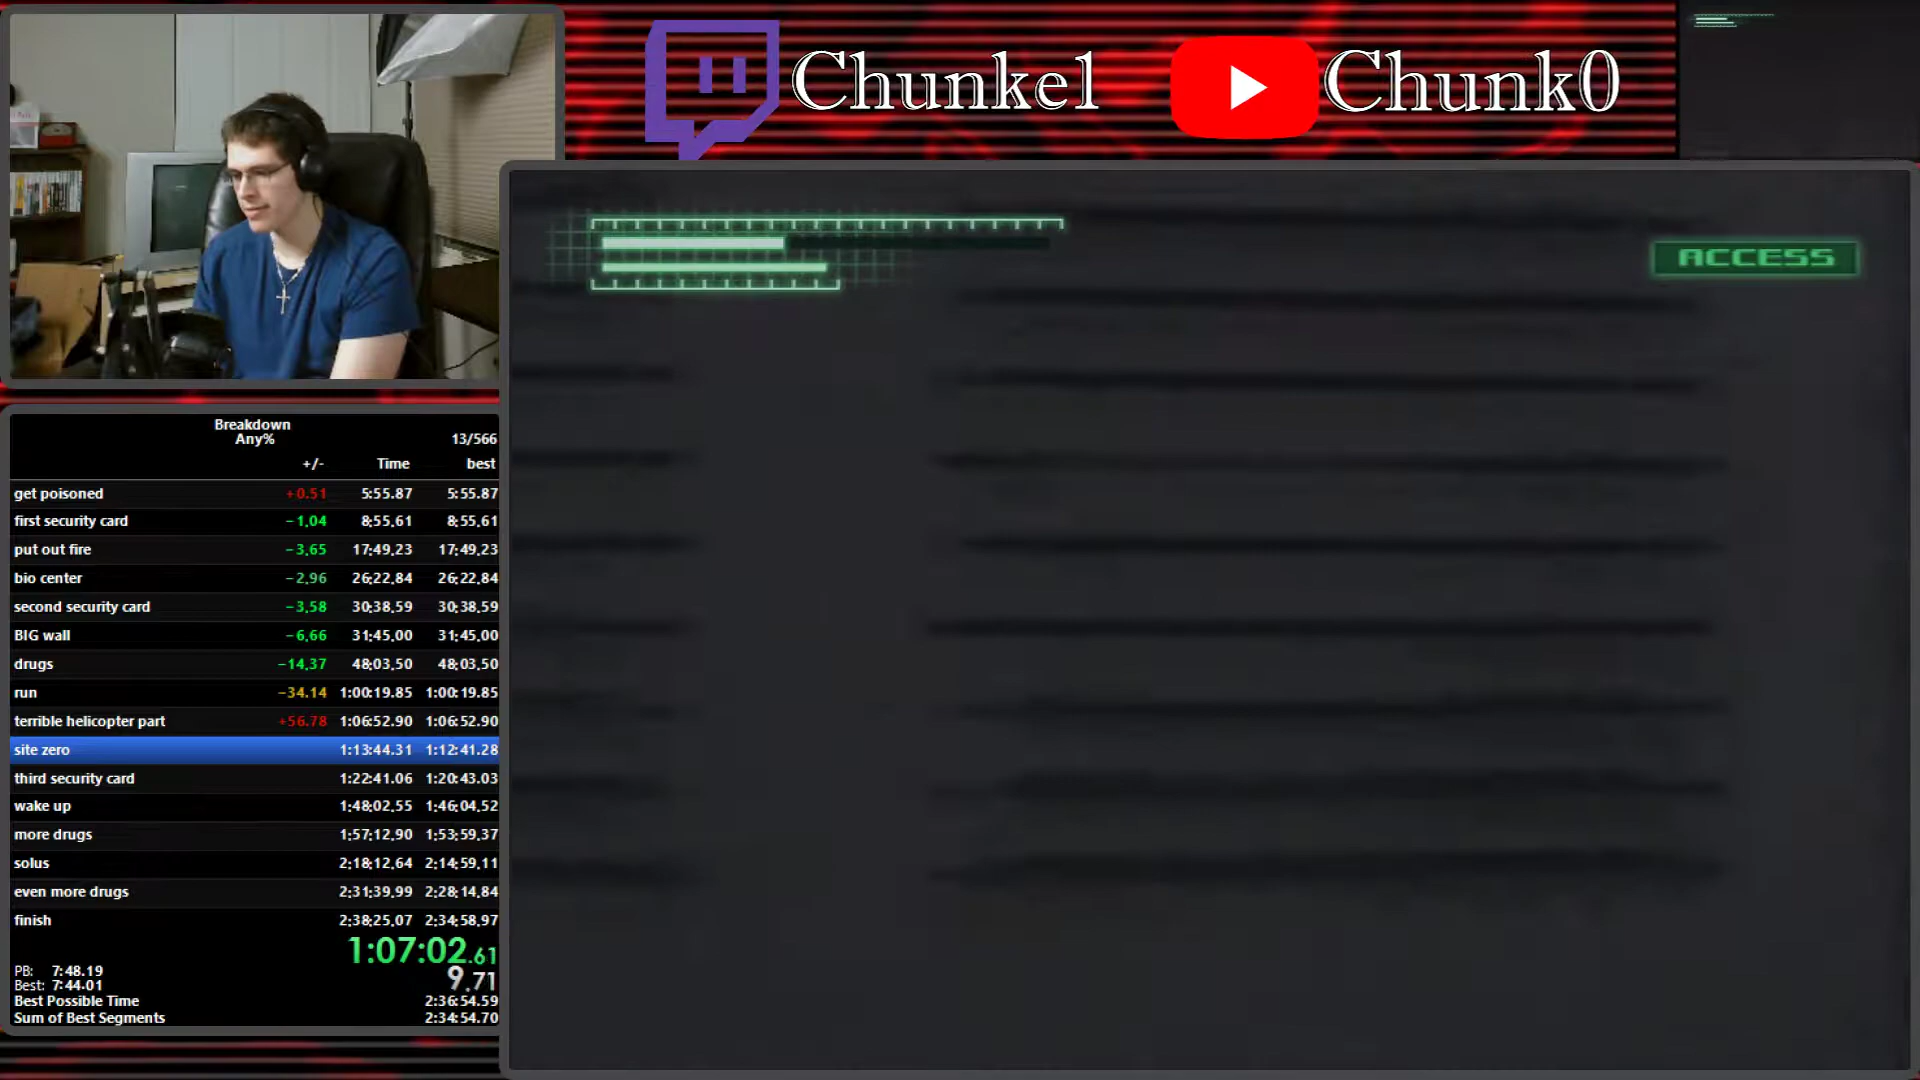 Chunke1
Chunk0
ACCESS
Breakdown
Any% 13/566
+/- Time best
get poisoned +0.51 5:55.87 5:55.87
first security card −1.04 8:55.61 8:55.61
put out fire −3.65 17:49.23 17:49.23
bio center −2.96 26:22.84 26:22.84
second security card −3.58 30:38.59 30:38.59
BIG wall −6.66 31:45.00 31:45.00
drugs −14.37 48:03.50 48:03.50
run −34.14 1:00:19.85 1:00:19.85
terrible helicopter part +56.78 1:06:52.90 1:06:52.90
site zero 1:13:44.31 1:12:41.28
third security card 1:22:41.06 1:20:43.03
wake up 1:48:02.55 1:46:04.52
more drugs 1:57:12.90 1:53:59.37
solus 2:18:12.64 2:14:59.11
even more drugs 2:31:39.99 2:28:14.84
finish 2:38:25.07 2:34:58.97
1:07:02.61
PB: 7:48.19 9.71
Best: 7:44.01
Best Possible Time 2:36:54.59
Sum of Best Segments 2:34:54.70